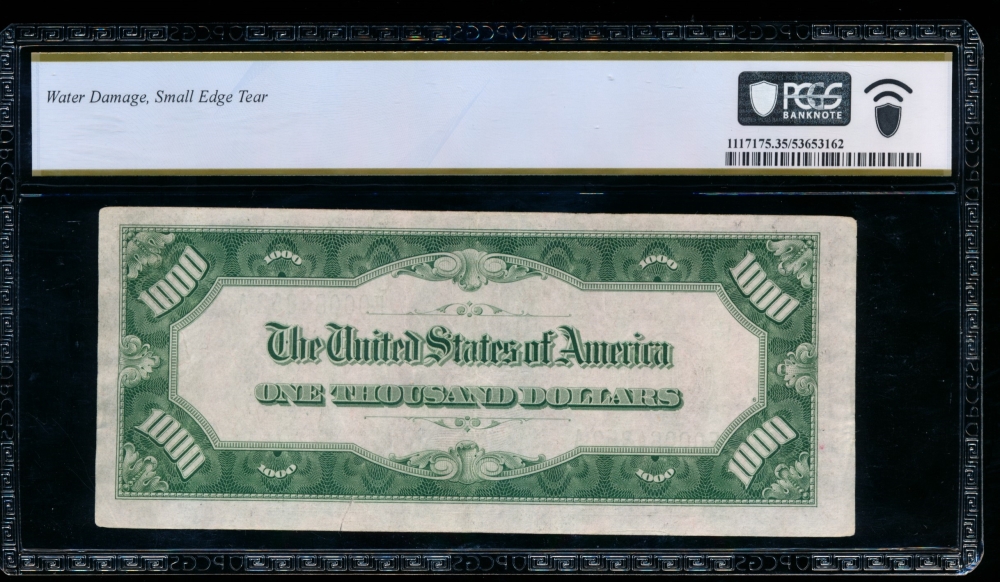 Water Damage, Small Edge Tear
PCGS
BANKNOTE
1117175.35/53653162
1000 1000 1000 1000
The United States of America
ONE THOUSAND DOLLARS
1000 1000 1000 1000